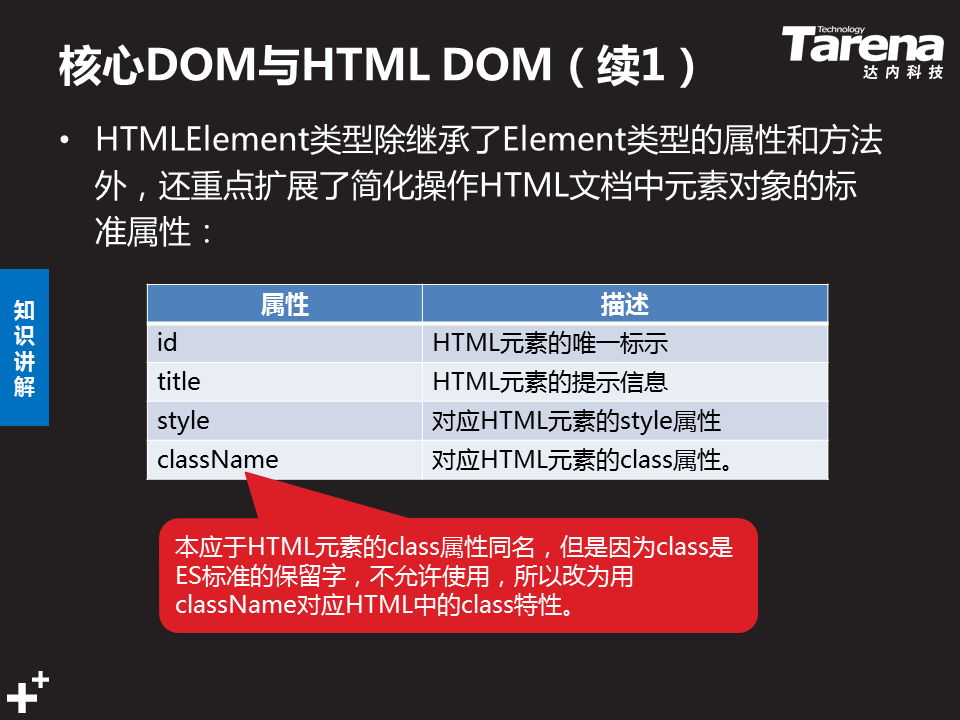 核心DOM与HTML DOM（续1）
Technology
Tarena
达内科技
• HTMLElement类型除继承了Element类型的属性和方法
外，还重点扩展了简化操作HTML文档中元素对象的标
准属性：
知识讲解
属性 描述
id HTML元素的唯一标示
title HTML元素的提示信息
style 对应HTML元素的style属性
className 对应HTML元素的class属性。
本应于HTML元素的class属性同名，但是因为class是
ES标准的保留字，不允许使用，所以改为用
className对应HTML中的class特性。